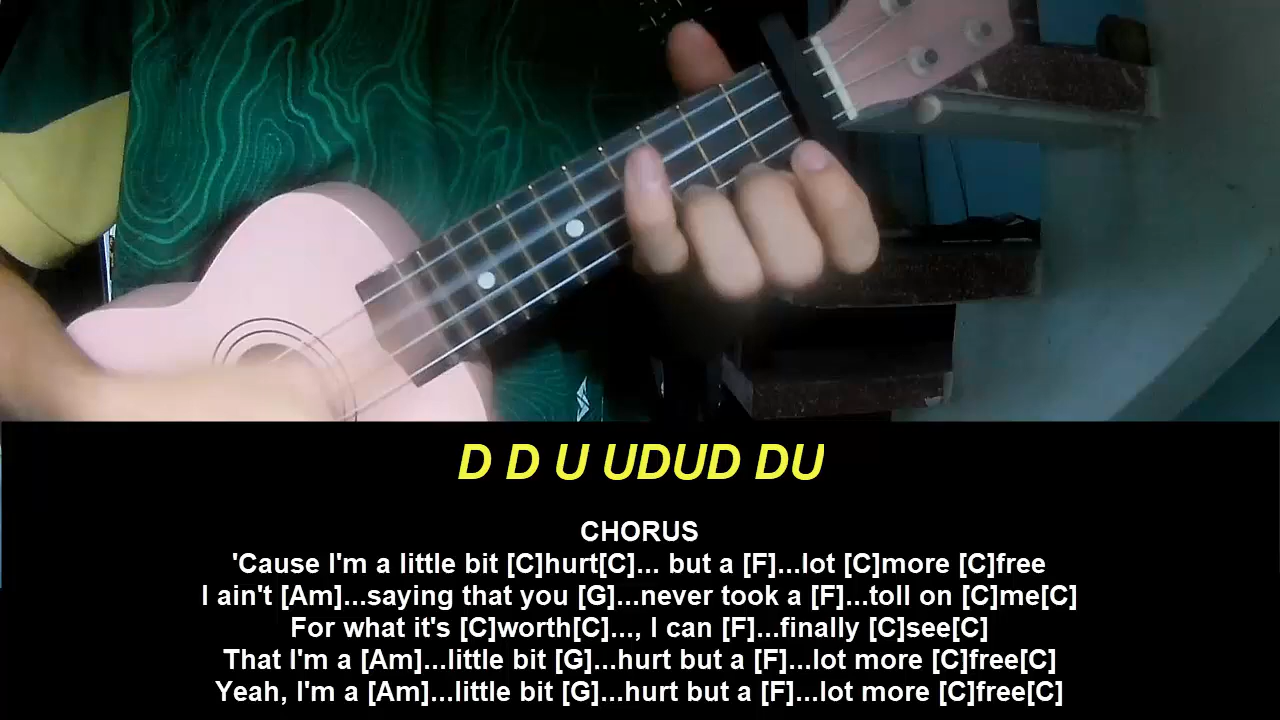 D D U UDUD DU
CHORUS
'Cause I'm a little bit [C]hurt[C]... but a [F]...lot [C]more [C]free
I ain't [Am]...saying that you [G]...never took a [F]...toll on [C]me[C]
For what it's [C]worth[C]..., I can [F]...finally [C]see[C]
That I'm a [Am]...little bit [G]...hurt but a [F]...lot more [C]free[C]
Yeah, I'm a [Am]...little bit [G]...hurt but a [F]...lot more [C]free[C]